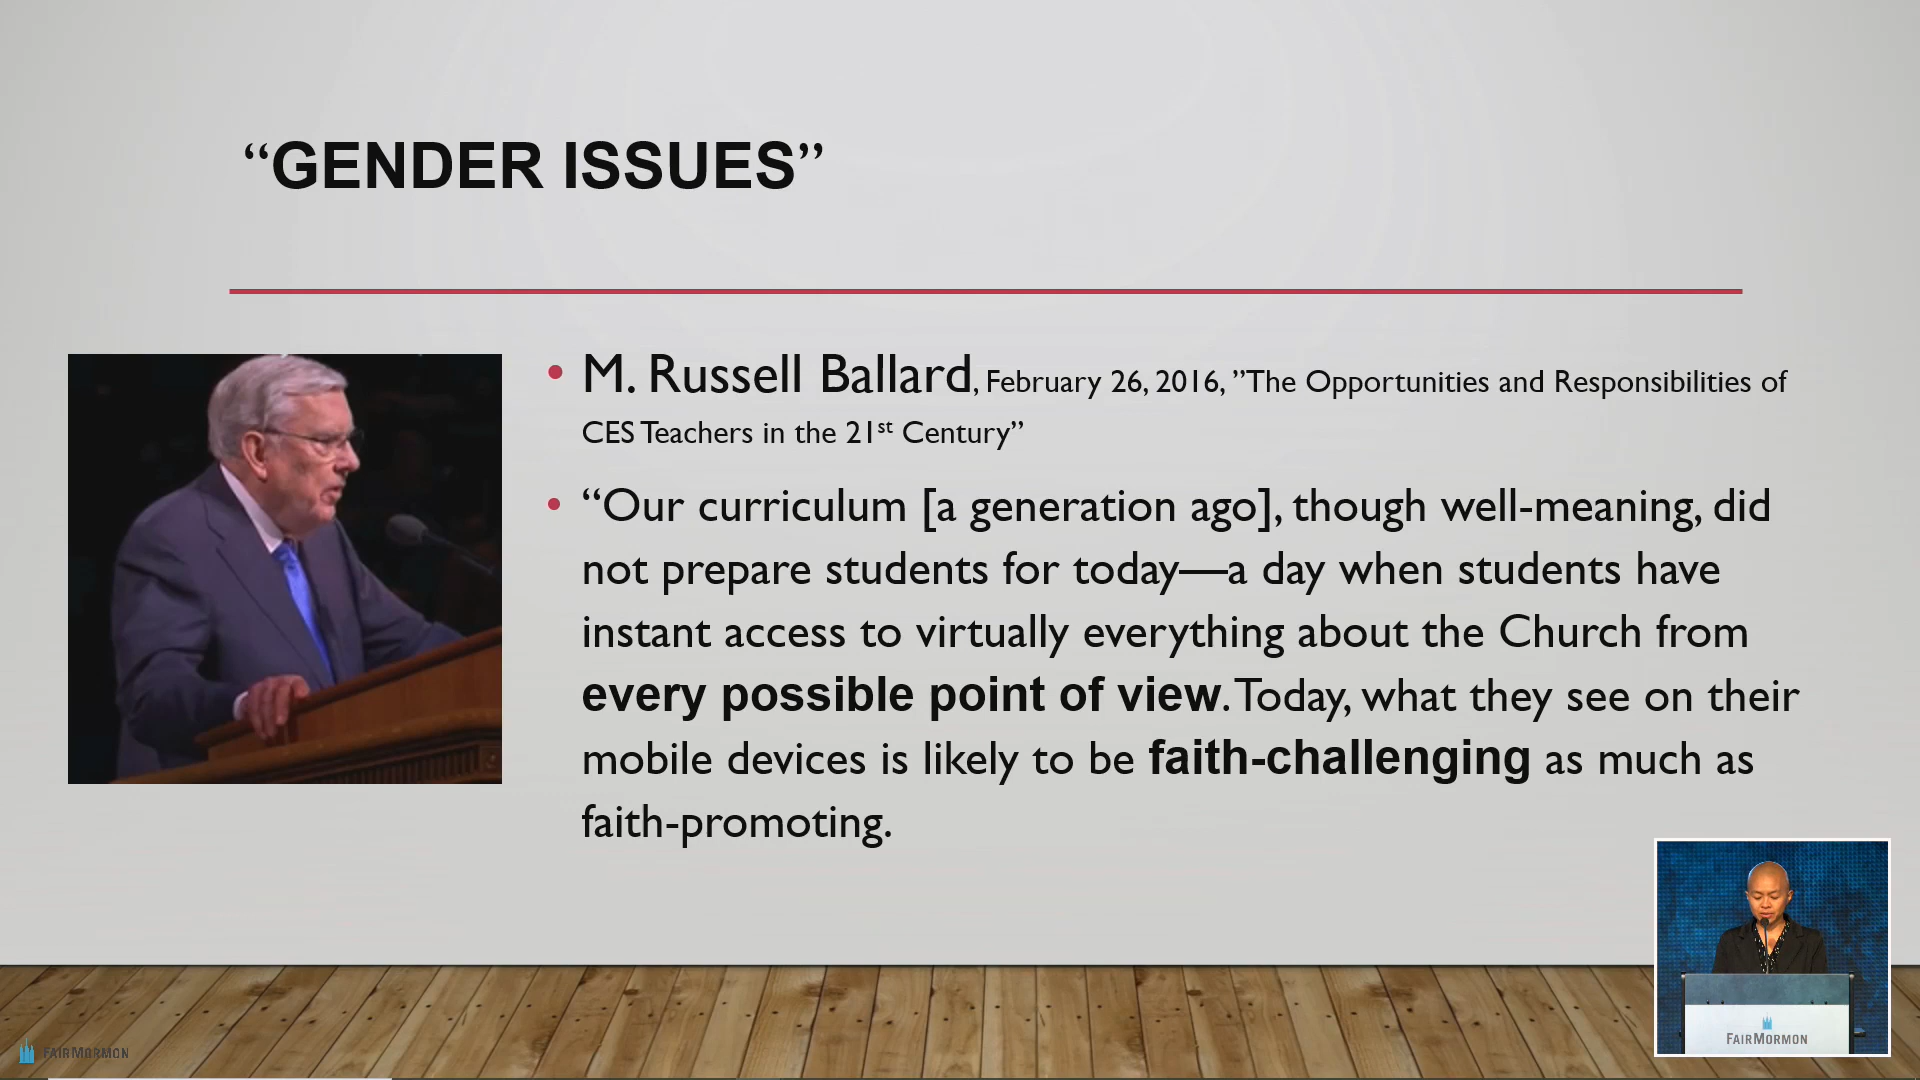 “GENDER ISSUES”
• M. Russell Ballard, February 26, 2016, ”The Opportunities and Responsibilities of
CES Teachers in the 21st Century”
• “Our curriculum [a generation ago], though well-meaning, did
not prepare students for today—a day when students have
instant access to virtually everything about the Church from
every possible point of view. Today, what they see on their
mobile devices is likely to be faith-challenging as much as
faith-promoting.
FAIRMORMON
FAIRMORMON